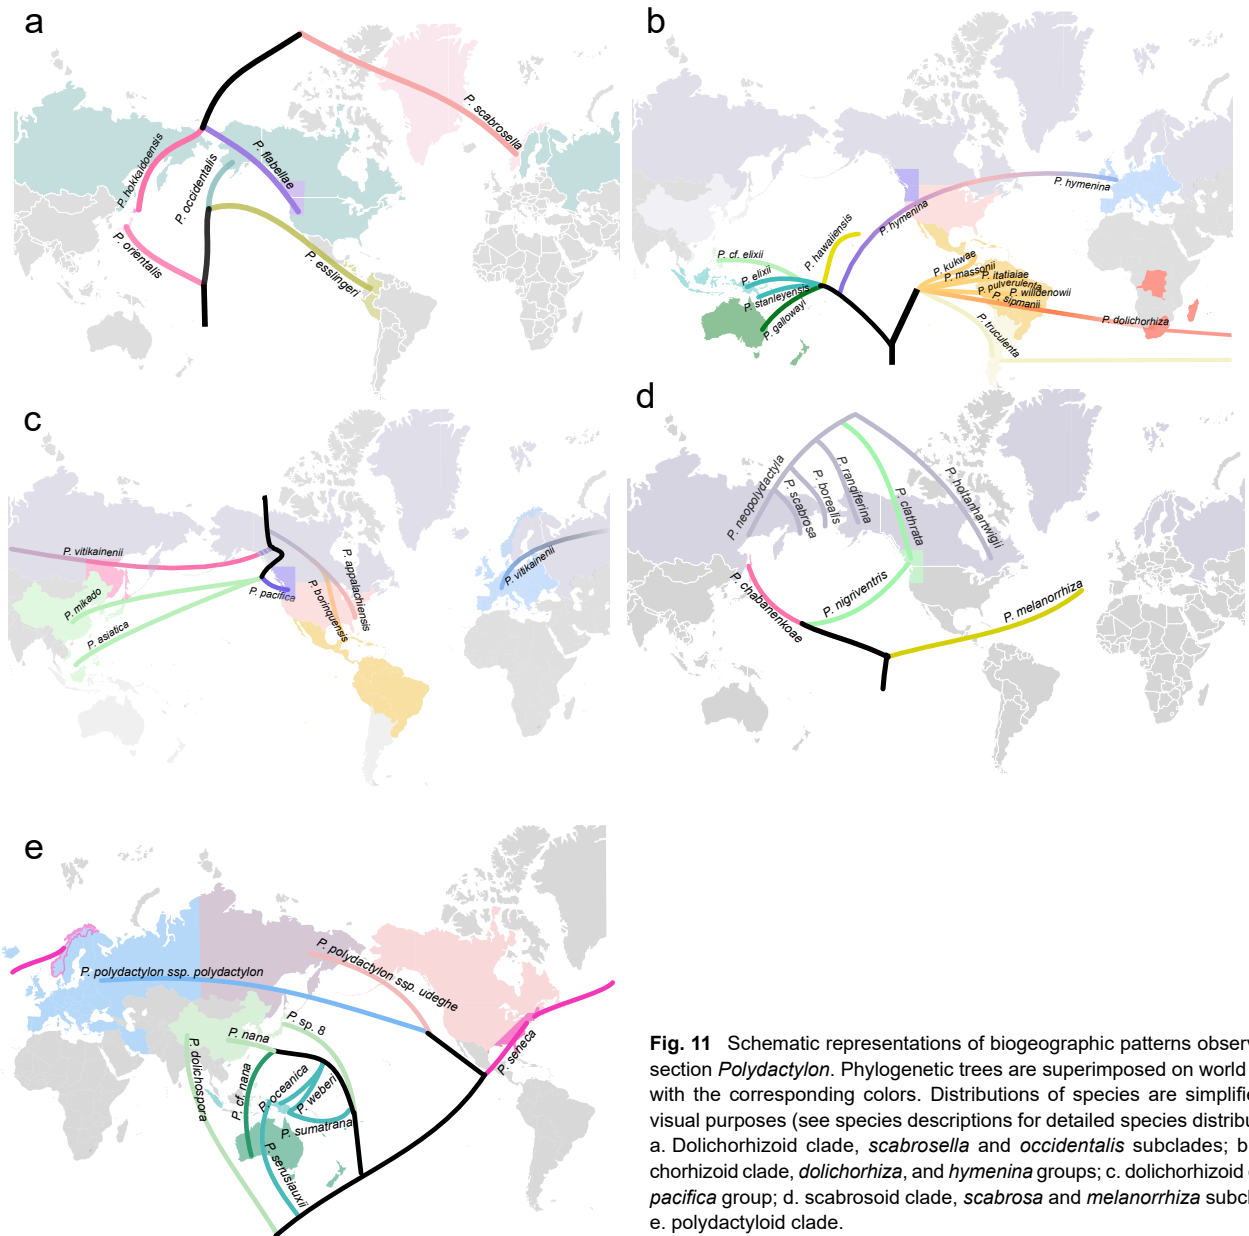 a
P. scabrosella
P. hokkaidoensis
P. occidentalis
P. flabellae
P. orientalis
P. esslingeri
b
P. hymenina
P. hymenina
P. hawaiiensis
P. cf. elixii
P. elixii
P. stanleyensis
P. gallowayi
P. kukwae
P. massonii
P. itatiaiae
P. pulverulenta
P. willdenowii
P. sipmanii
P. dolichorhiza
P. truculenta
c
P. vitikainenii
P. mikado
P. asiatica
P. pacifica
P. borinquensis
P. appalachiensis
P. vitikainenii
d
P. neopolydactyla
P. scabrosa
P. borealis
P. rangiferina
P. clathrata
P. holtanhartwigii
P. chabanenkoae
P. nigriventris
P. melanorrhiza
e
P. polydactylon ssp. polydactylon
P. polydactylon ssp. udeghe
P. sp. 8
P. nana
P. dolichospora
P. cf. nana
P. oceanica
P. weberi
P. sumatrana
P. serusiauxii
P. seneca
Fig. 11 Schematic representations of biogeographic patterns observ
section Polydactylon. Phylogenetic trees are superimposed on world
with the corresponding colors. Distributions of species are simplifie
visual purposes (see species descriptions for detailed species distribu
a. Dolichorhizoid clade, scabrosella and occidentalis subclades; b
chorhizoid clade, dolichorhiza, and hymenina groups; c. dolichorhizoid
pacifica group; d. scabrosoid clade, scabrosa and melanorrhiza subcl
e. polydactyloid clade.